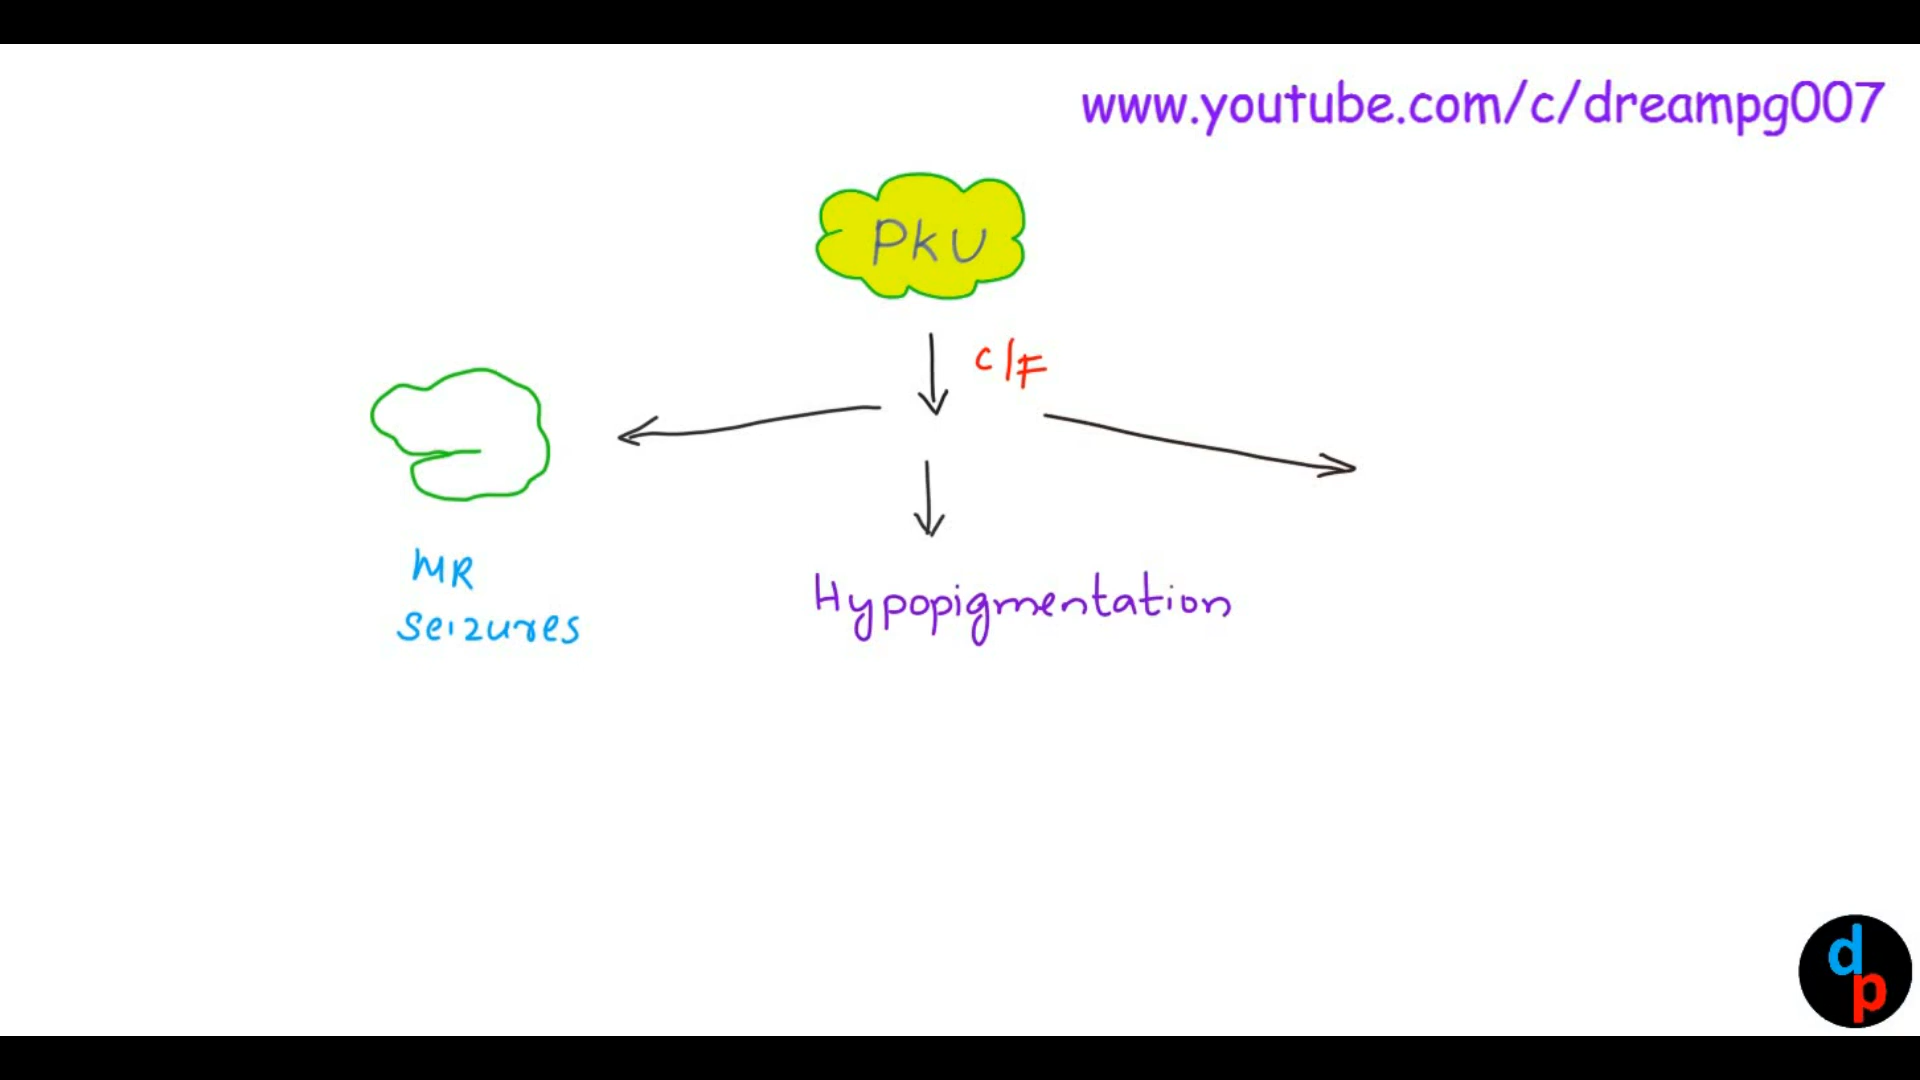 www.youtube.com/c/dreampg007
PKU
C/F
MR
Seizures
Hypopigmentation
dp